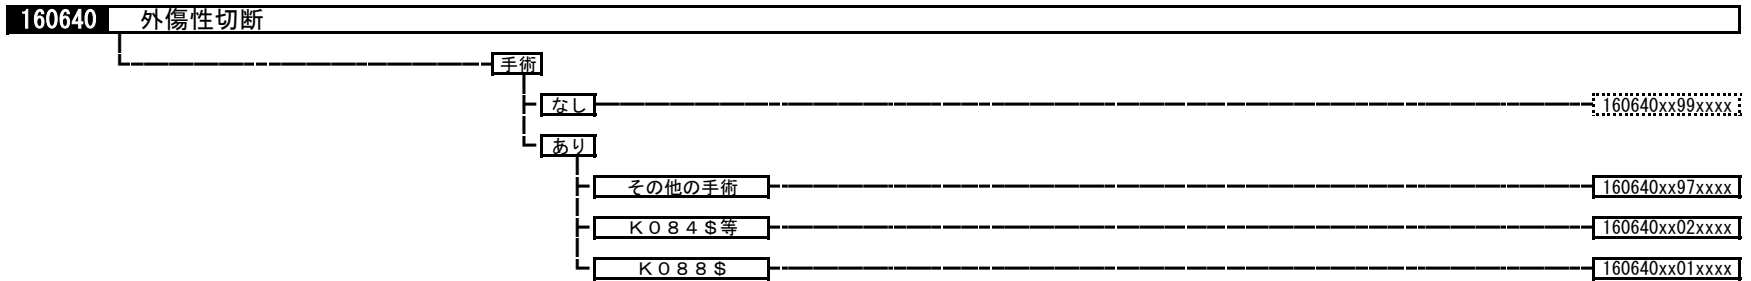 160640 外傷性切断
手術
なし 160640xx99xxxx
あり
その他の手術 160640xx97xxxx
Ｋ０８４＄等 160640xx02xxxx
Ｋ０８８＄ 160640xx01xxxx